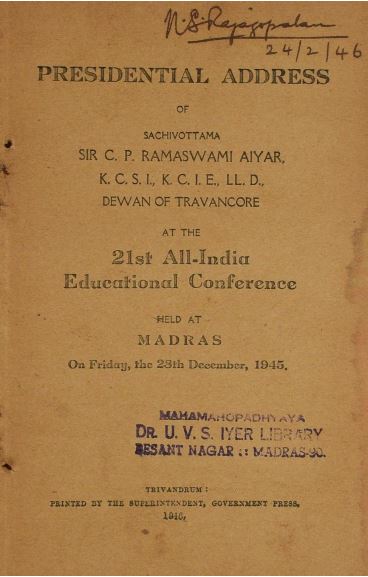 N. S. Rajagopalan
24/2/46
PRESIDENTIAL ADDRESS
OF
SACHIVOTTAMA
SIR C. P. RAMASWAMI AIYAR,
K. C. S. I., K. C. I. E., LL. D.,
DEWAN OF TRAVANCORE
AT THE
21st All-India
Educational Conference
HELD AT
MADRAS
On Friday, the 28th December, 1945.
MAHAMAHOPADHYAYA
DR. U. V. S. IYER LIBRARY
BESANT NAGAR :: MADRAS-90.
TRIVANDRUM :
PRINTED BY THE SUPERINTENDENT, GOVERNMENT PRESS,
1945.